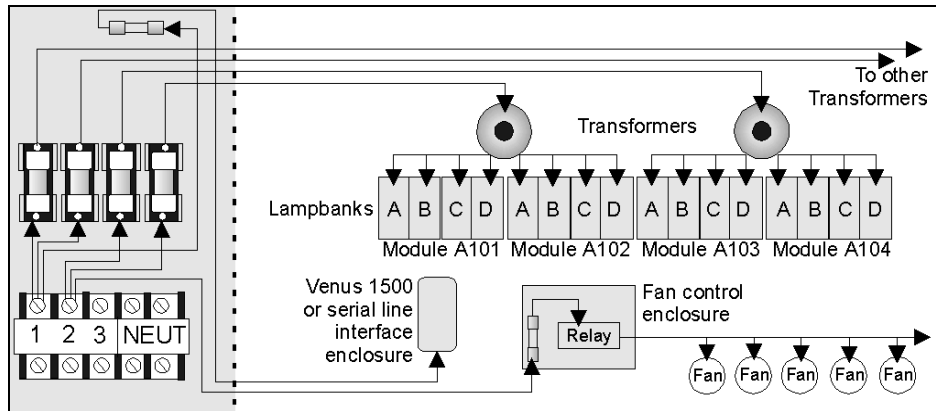 To other
Transformers
Transformers
Lampbanks
A B C D A B C D A B C D A B C D
Module A101 Module A102 Module A103 Module A104
Venus 1500
or serial line
interface
enclosure
Fan control
enclosure
Relay
1 2 3 NEUT
Fan Fan Fan Fan Fan